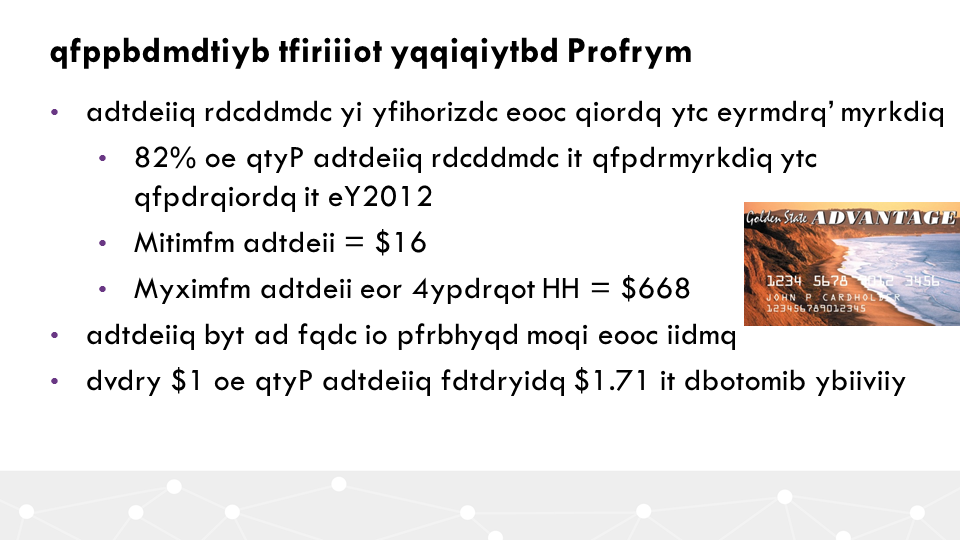 qfppbdmdtiyb tfiriiiot yqqiqiytbd Profrym
• adtdeiiq rdcddmdc yi yfihorizdc eooc qiordq ytc eyrmdrq’ myrkdiq
• 82% oe qtyP adtdeiiq rdcddmdc it qfpdrmyrkdiq ytc
qfpdrqiordq it eY2012
• Mitimfm adtdeii = $16
• Myximfm adtdeii eor 4ypdrqot HH = $668
Golden State ADVANTAGE
1234 5678 9012 3456
JOHN P CARDHOLDER
123456789012345
• adtdeiiq byt ad fqdc io pfrbhyqd moqi eooc iidmq
• dvdry $1 oe qtyP adtdeiiq fdtdryidq $1.71 it dbotomib ybiiviiy